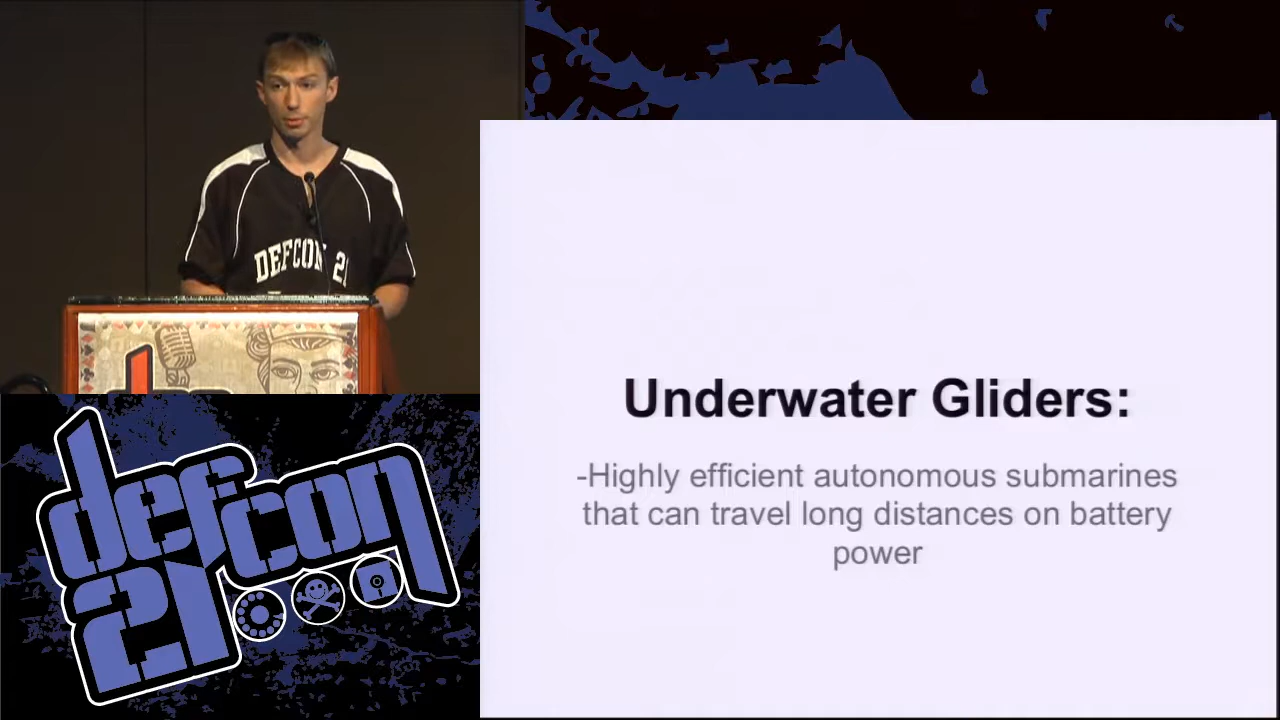 DEFCON 21
Underwater Gliders:
-Highly efficient autonomous submarines
that can travel long distances on battery
power
defcon
21